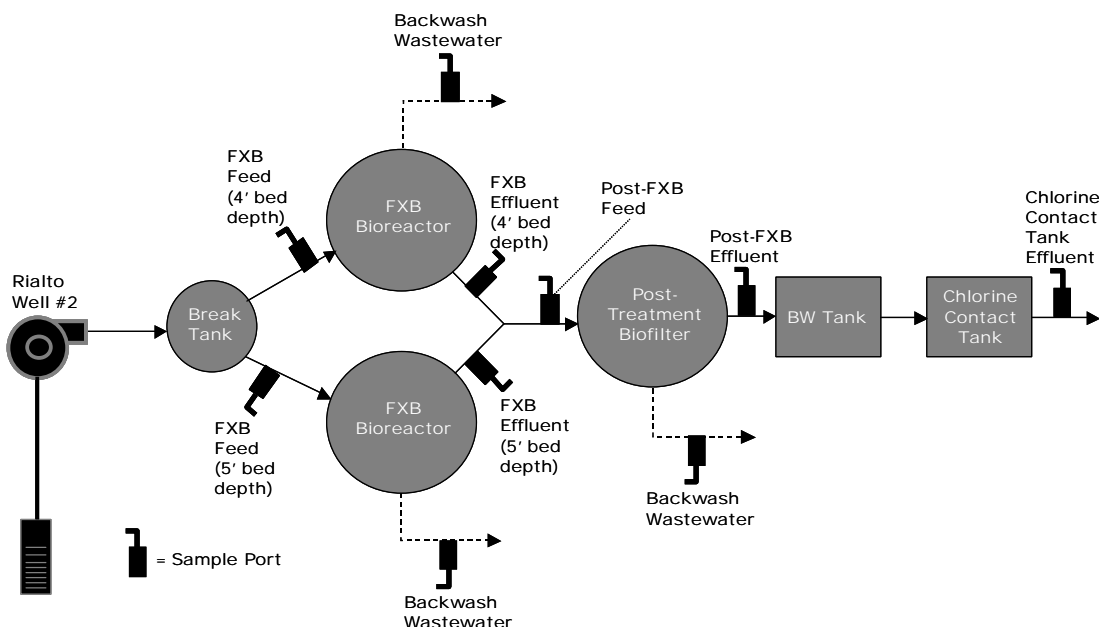 Backwash
Wastewater
FXB
Feed
(4' bed
depth)
FXB
Bioreactor
FXB
Effluent
(4' bed
depth)
Post-FXB
Feed
Post-FXB
Effluent
Chlorine
Contact
Tank
Effluent
Rialto
Well #2
Break
Tank
Post-
Treatment
Biofilter
BW Tank
Chlorine
Contact
Tank
FXB
Feed
(5' bed
depth)
FXB
Bioreactor
FXB
Effluent
(5' bed
depth)
Backwash
Wastewater
= Sample Port
Backwash
Wastewater